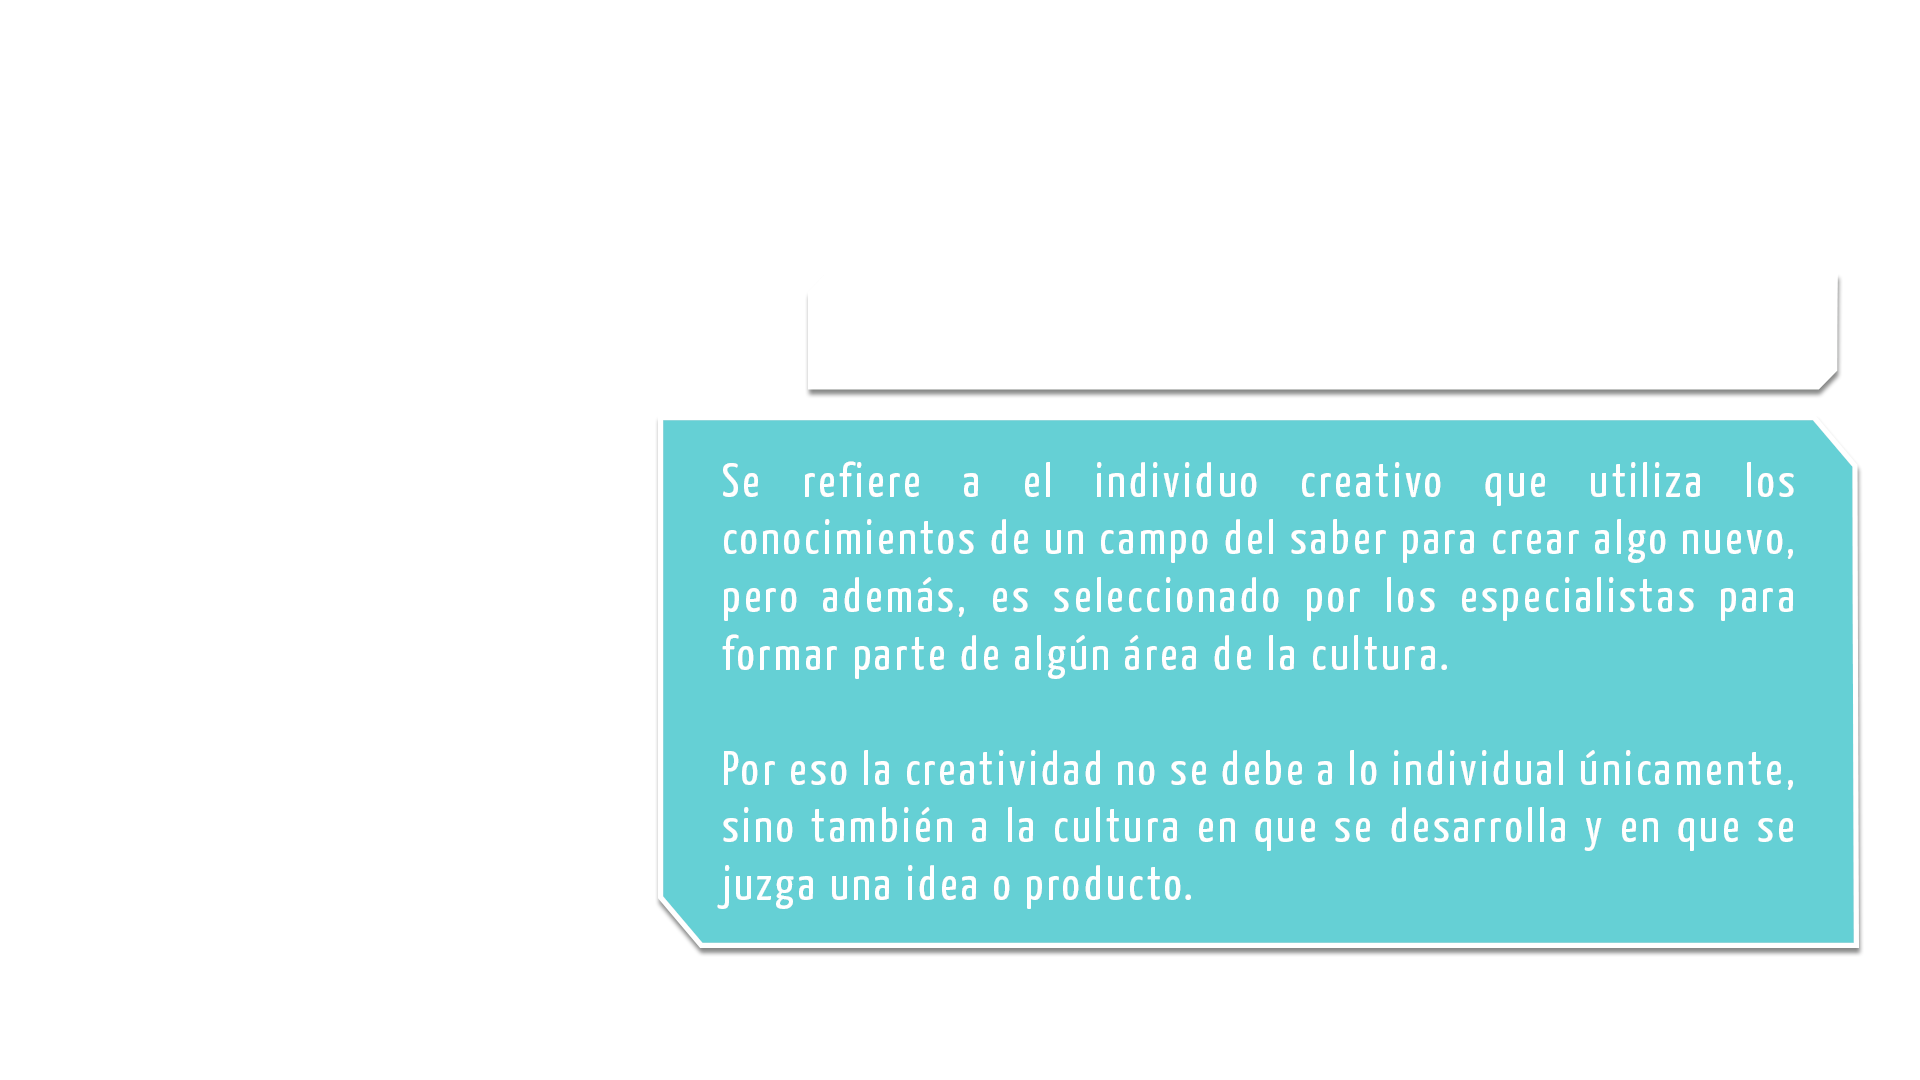 Se refiere a el individuo creativo que utiliza los
conocimientos de un campo del saber para crear algo nuevo,
pero además, es seleccionado por los especialistas para
formar parte de algún área de la cultura.
Por eso la creatividad no se debe a lo individual únicamente,
sino también a la cultura en que se desarrolla y en que se
juzga una idea o producto.